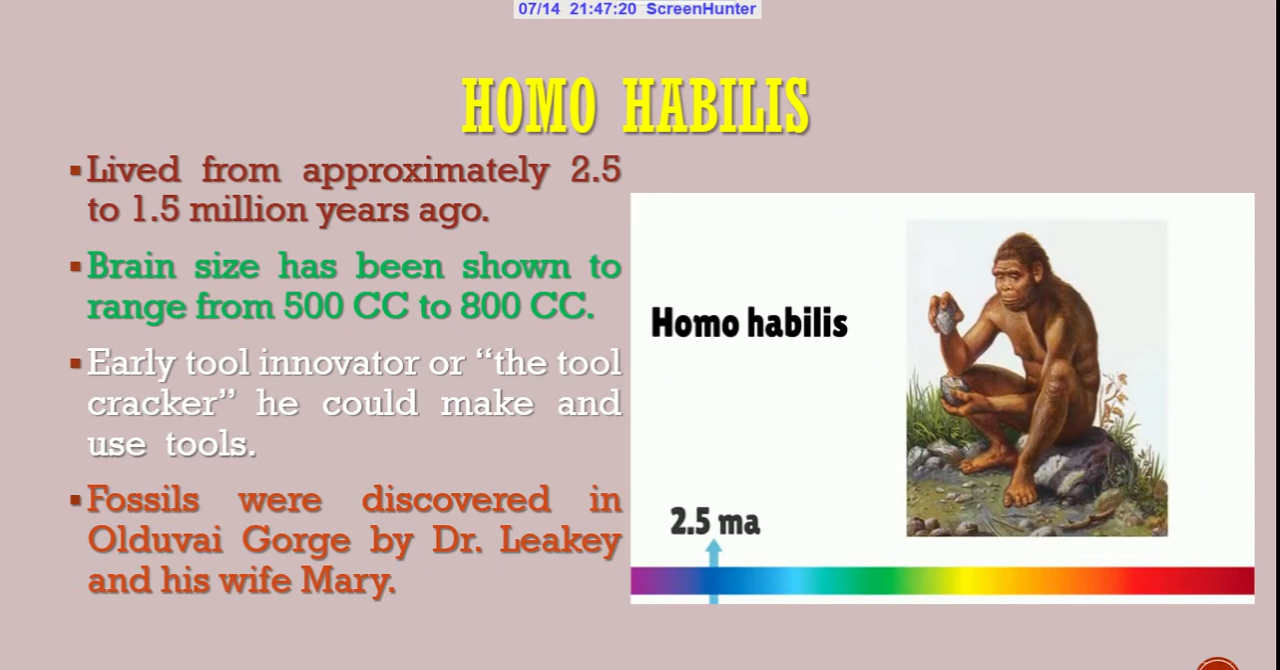 07/14 21:47:20 ScreenHunter
HOMO HABILIS
▪Lived from approximately 2.5
to 1.5 million years ago.
▪Brain size has been shown to
range from 500 CC to 800 CC.
▪Early tool innovator or “the tool
cracker” he could make and
use tools.
▪Fossils were discovered in
Olduvai Gorge by Dr. Leakey
and his wife Mary.
Homo habilis
2.5 ma